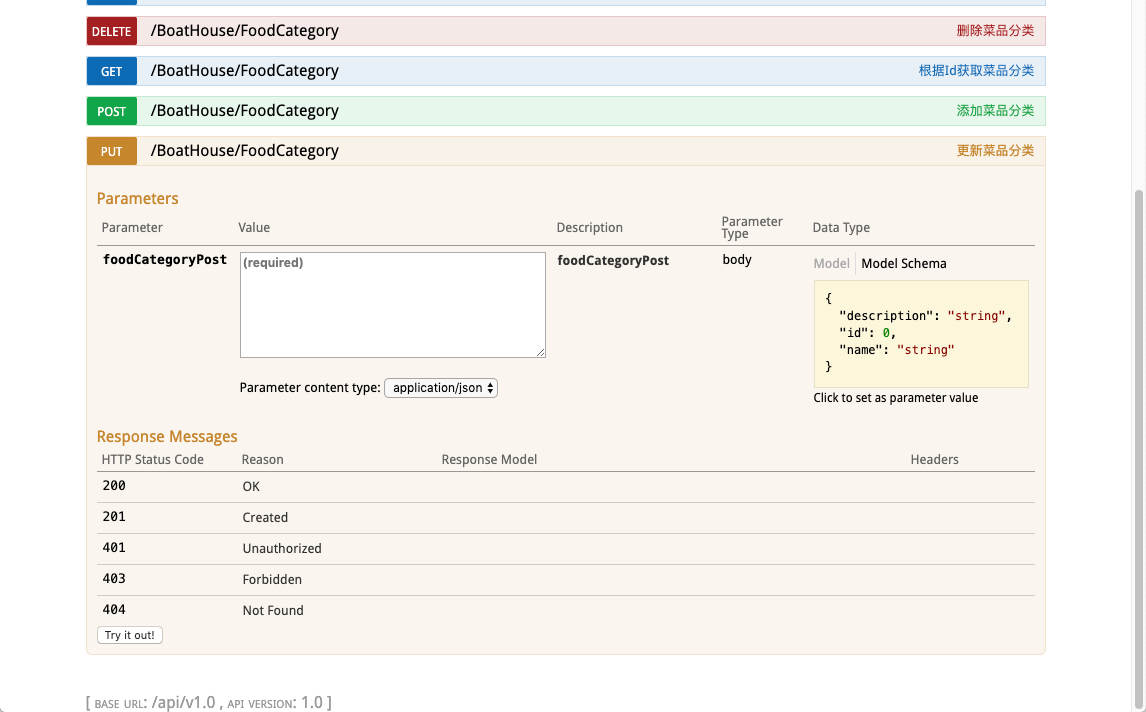 DELETE /BoatHouse/FoodCategory 删除菜品分类
GET /BoatHouse/FoodCategory 根据Id获取菜品分类
POST /BoatHouse/FoodCategory 添加菜品分类
PUT /BoatHouse/FoodCategory 更新菜品分类
Parameters
Parameter Value Description Parameter Type Data Type
foodCategoryPost (required) foodCategoryPost body Model Model Schema
{
"description": "string",
"id": 0,
"name": "string"
}
Parameter content type: application/json
Click to set as parameter value
Response Messages
HTTP Status Code Reason Response Model Headers
200 OK
201 Created
401 Unauthorized
403 Forbidden
404 Not Found
Try it out!
[ BASE URL: /api/v1.0 , API VERSION: 1.0 ]